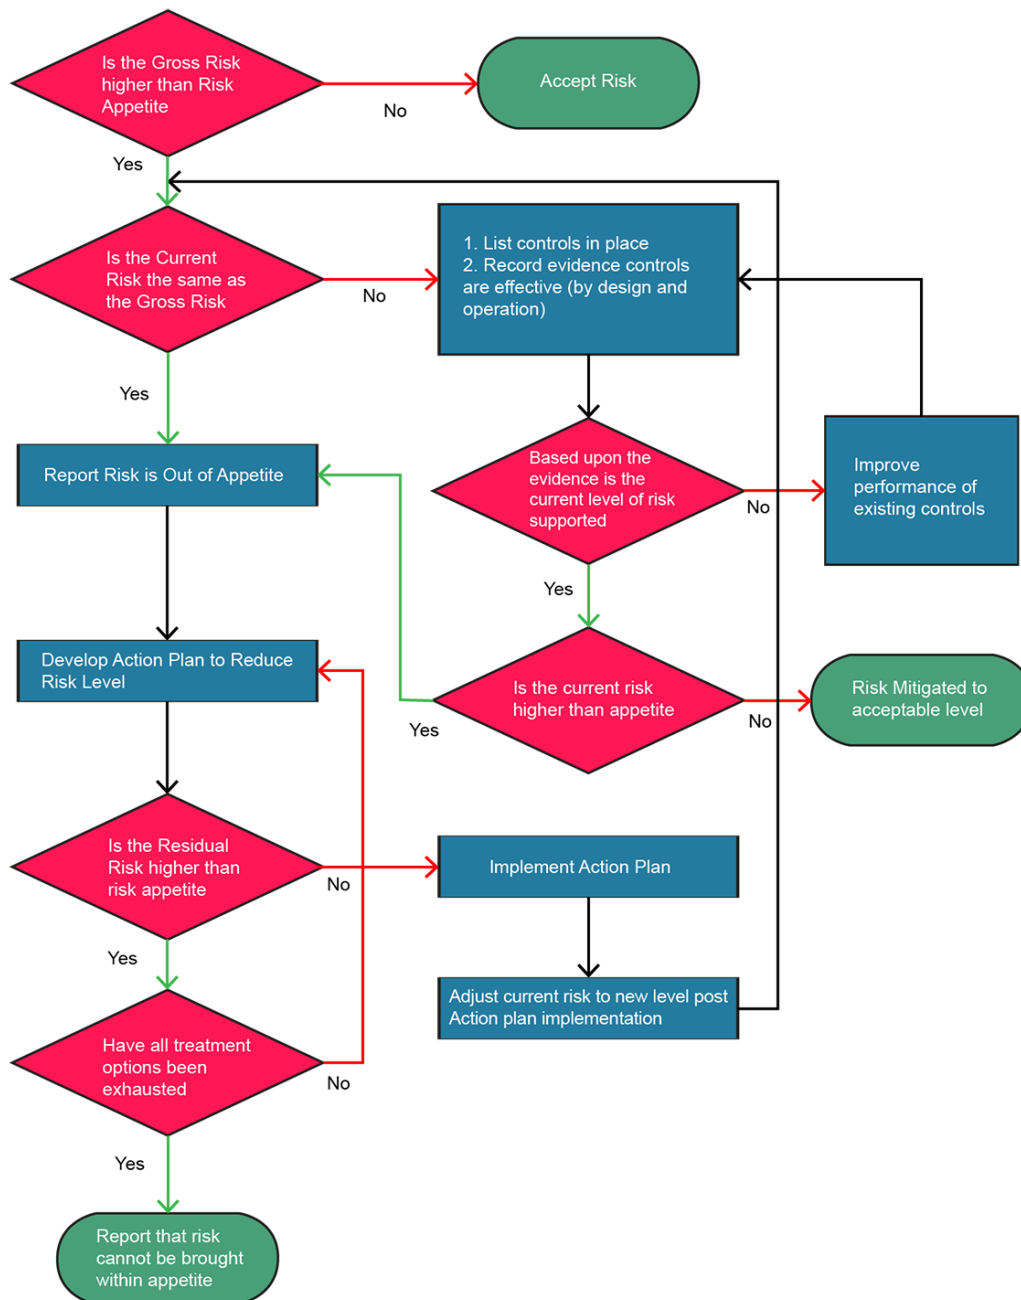 Is the Gross Risk
higher than Risk
Appetite
No
Accept Risk
Yes
Is the Current
Risk the same as
the Gross Risk
No
1. List controls in place
2. Record evidence controls
are effective (by design and
operation)
Yes
Report Risk is Out of Appetite
Based upon the
evidence is the
current level of risk
supported
No
Improve
performance of
existing controls
Yes
Develop Action Plan to Reduce
Risk Level
Is the current risk
higher than appetite
Yes
No
Risk Mitigated to
acceptable level
Is the Residual
Risk higher than
risk appetite
No
Implement Action Plan
Yes
Adjust current risk to new level post
Action plan implementation
Have all treatment
options been
exhausted
No
Yes
Report that risk
cannot be brought
within appetite